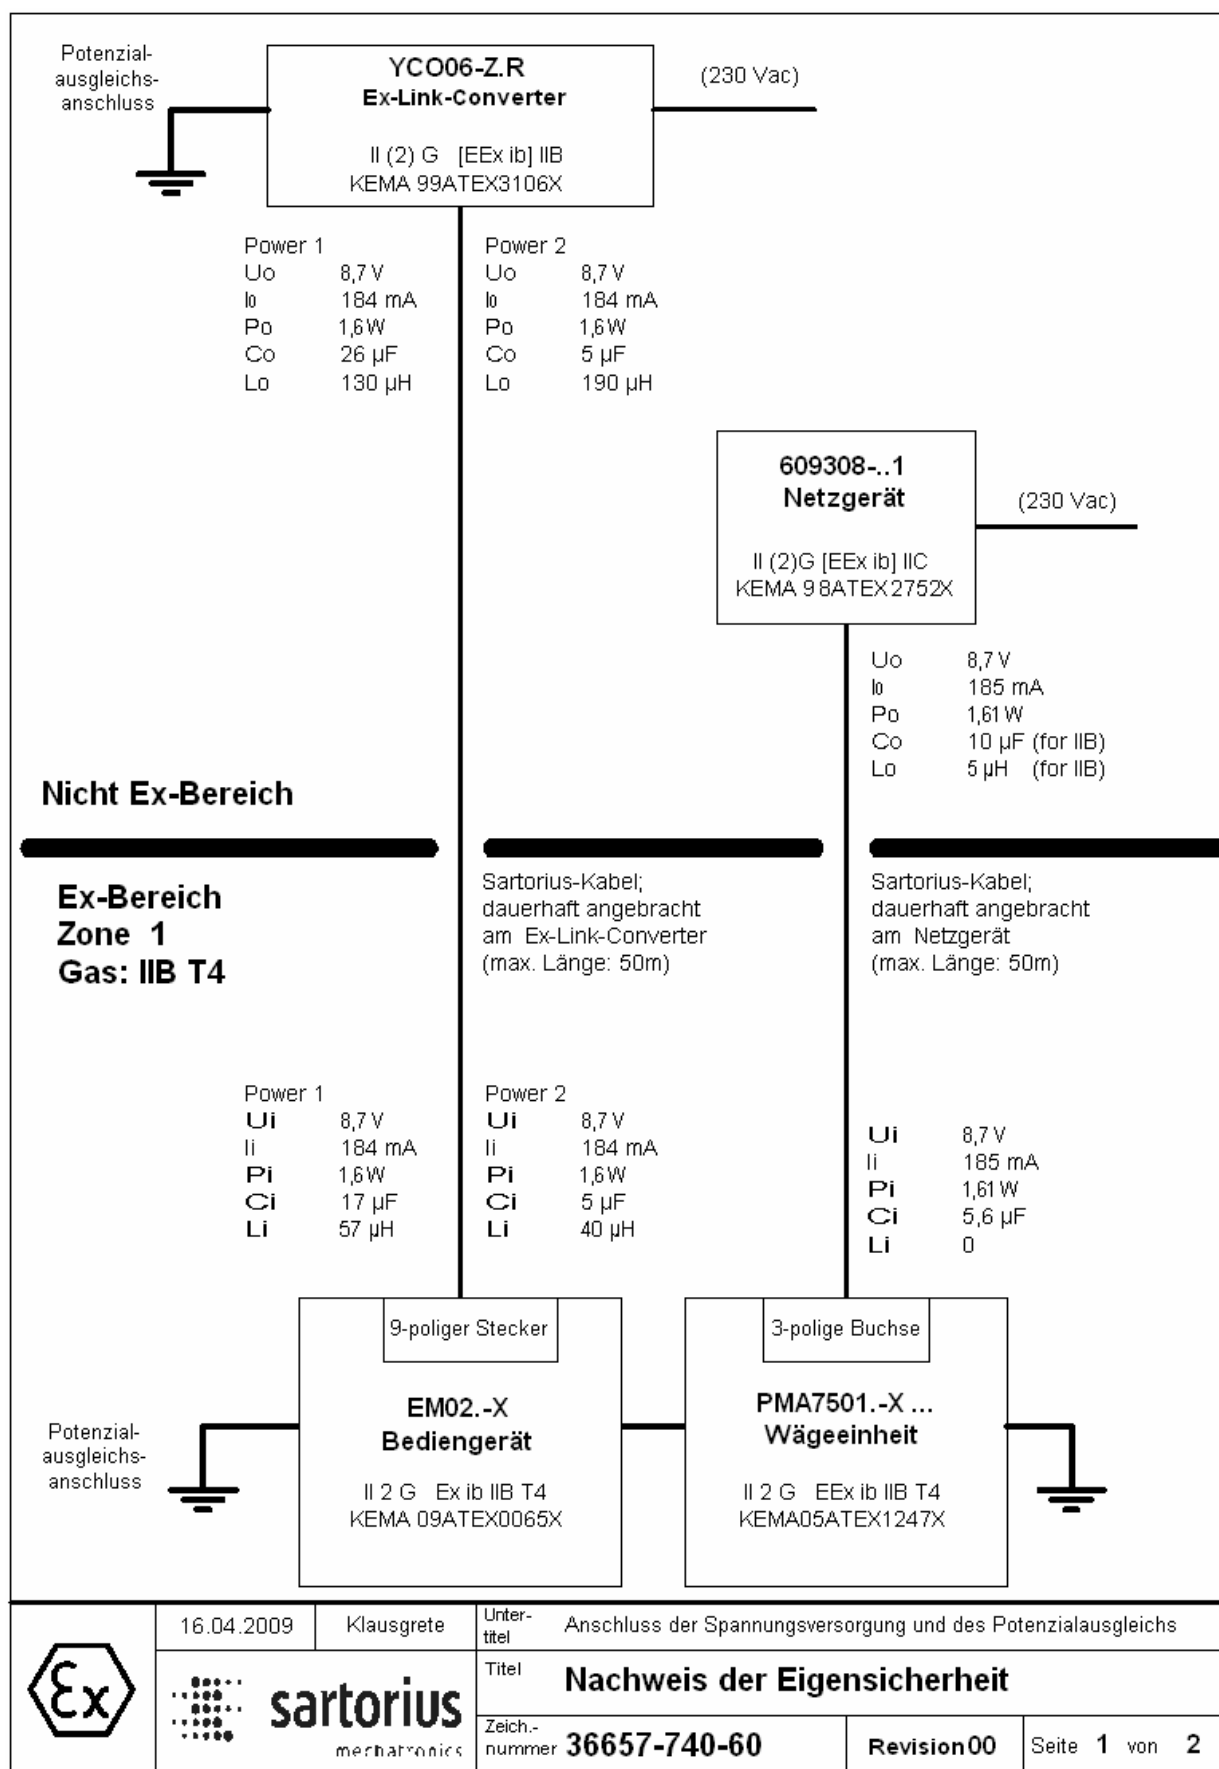 Potenzial-
ausgleichs-
anschluss
YCO06-Z.R
Ex-Link-Converter
II (2) G [EEx ib] IIB
KEMA 99ATEX3106X
(230 Vac)
Power 1
Uo 8,7 V
Io 184 mA
Po 1,6W
Co 26 µF
Lo 130 µH
Power 2
Uo 8,7 V
Io 184 mA
Po 1,6W
Co 5 µF
Lo 190 µH
609308-..1
Netzgerät
II (2)G [EEx ib] IIC
KEMA 98ATEX2752X
(230 Vac)
Uo 8,7 V
Io 185 mA
Po 1,61 W
Co 10 µF (for IIB)
Lo 5 µH (for IIB)
Nicht Ex-Bereich
Ex-Bereich
Zone 1
Gas: IIB T4
Sartorius-Kabel;
dauerhaft angebracht
am Ex-Link-Converter
(max. Länge: 50m)
Sartorius-Kabel;
dauerhaft angebracht
am Netzgerät
(max. Länge: 50m)
Power 1
Ui 8,7 V
Ii 184 mA
Pi 1,6W
Ci 17 µF
Li 57 µH
Power 2
Ui 8,7 V
Ii 184 mA
Pi 1,6W
Ci 5 µF
Li 40 µH
Ui 8,7 V
Ii 185 mA
Pi 1,61 W
Ci 5,6 µF
Li 0
9-poliger Stecker
EM02.-X
Bediengerät
II 2 G Ex ib IIB T4
KEMA 09ATEX0065X
3-polige Buchse
PMA7501.-X ...
Wägeeinheit
II 2 G EEx ib IIB T4
KEMA05ATEX1247X
Potenzial-
ausgleichs-
anschluss
Ex
16.04.2009 Klausgrete
sartorius
mechatronics
Unter-
titel Anschluss der Spannungsversorgung und des Potenzialausgleichs
Titel Nachweis der Eigensicherheit
Zeich.-
nummer 36657-740-60
Revision 00
Seite 1 von 2